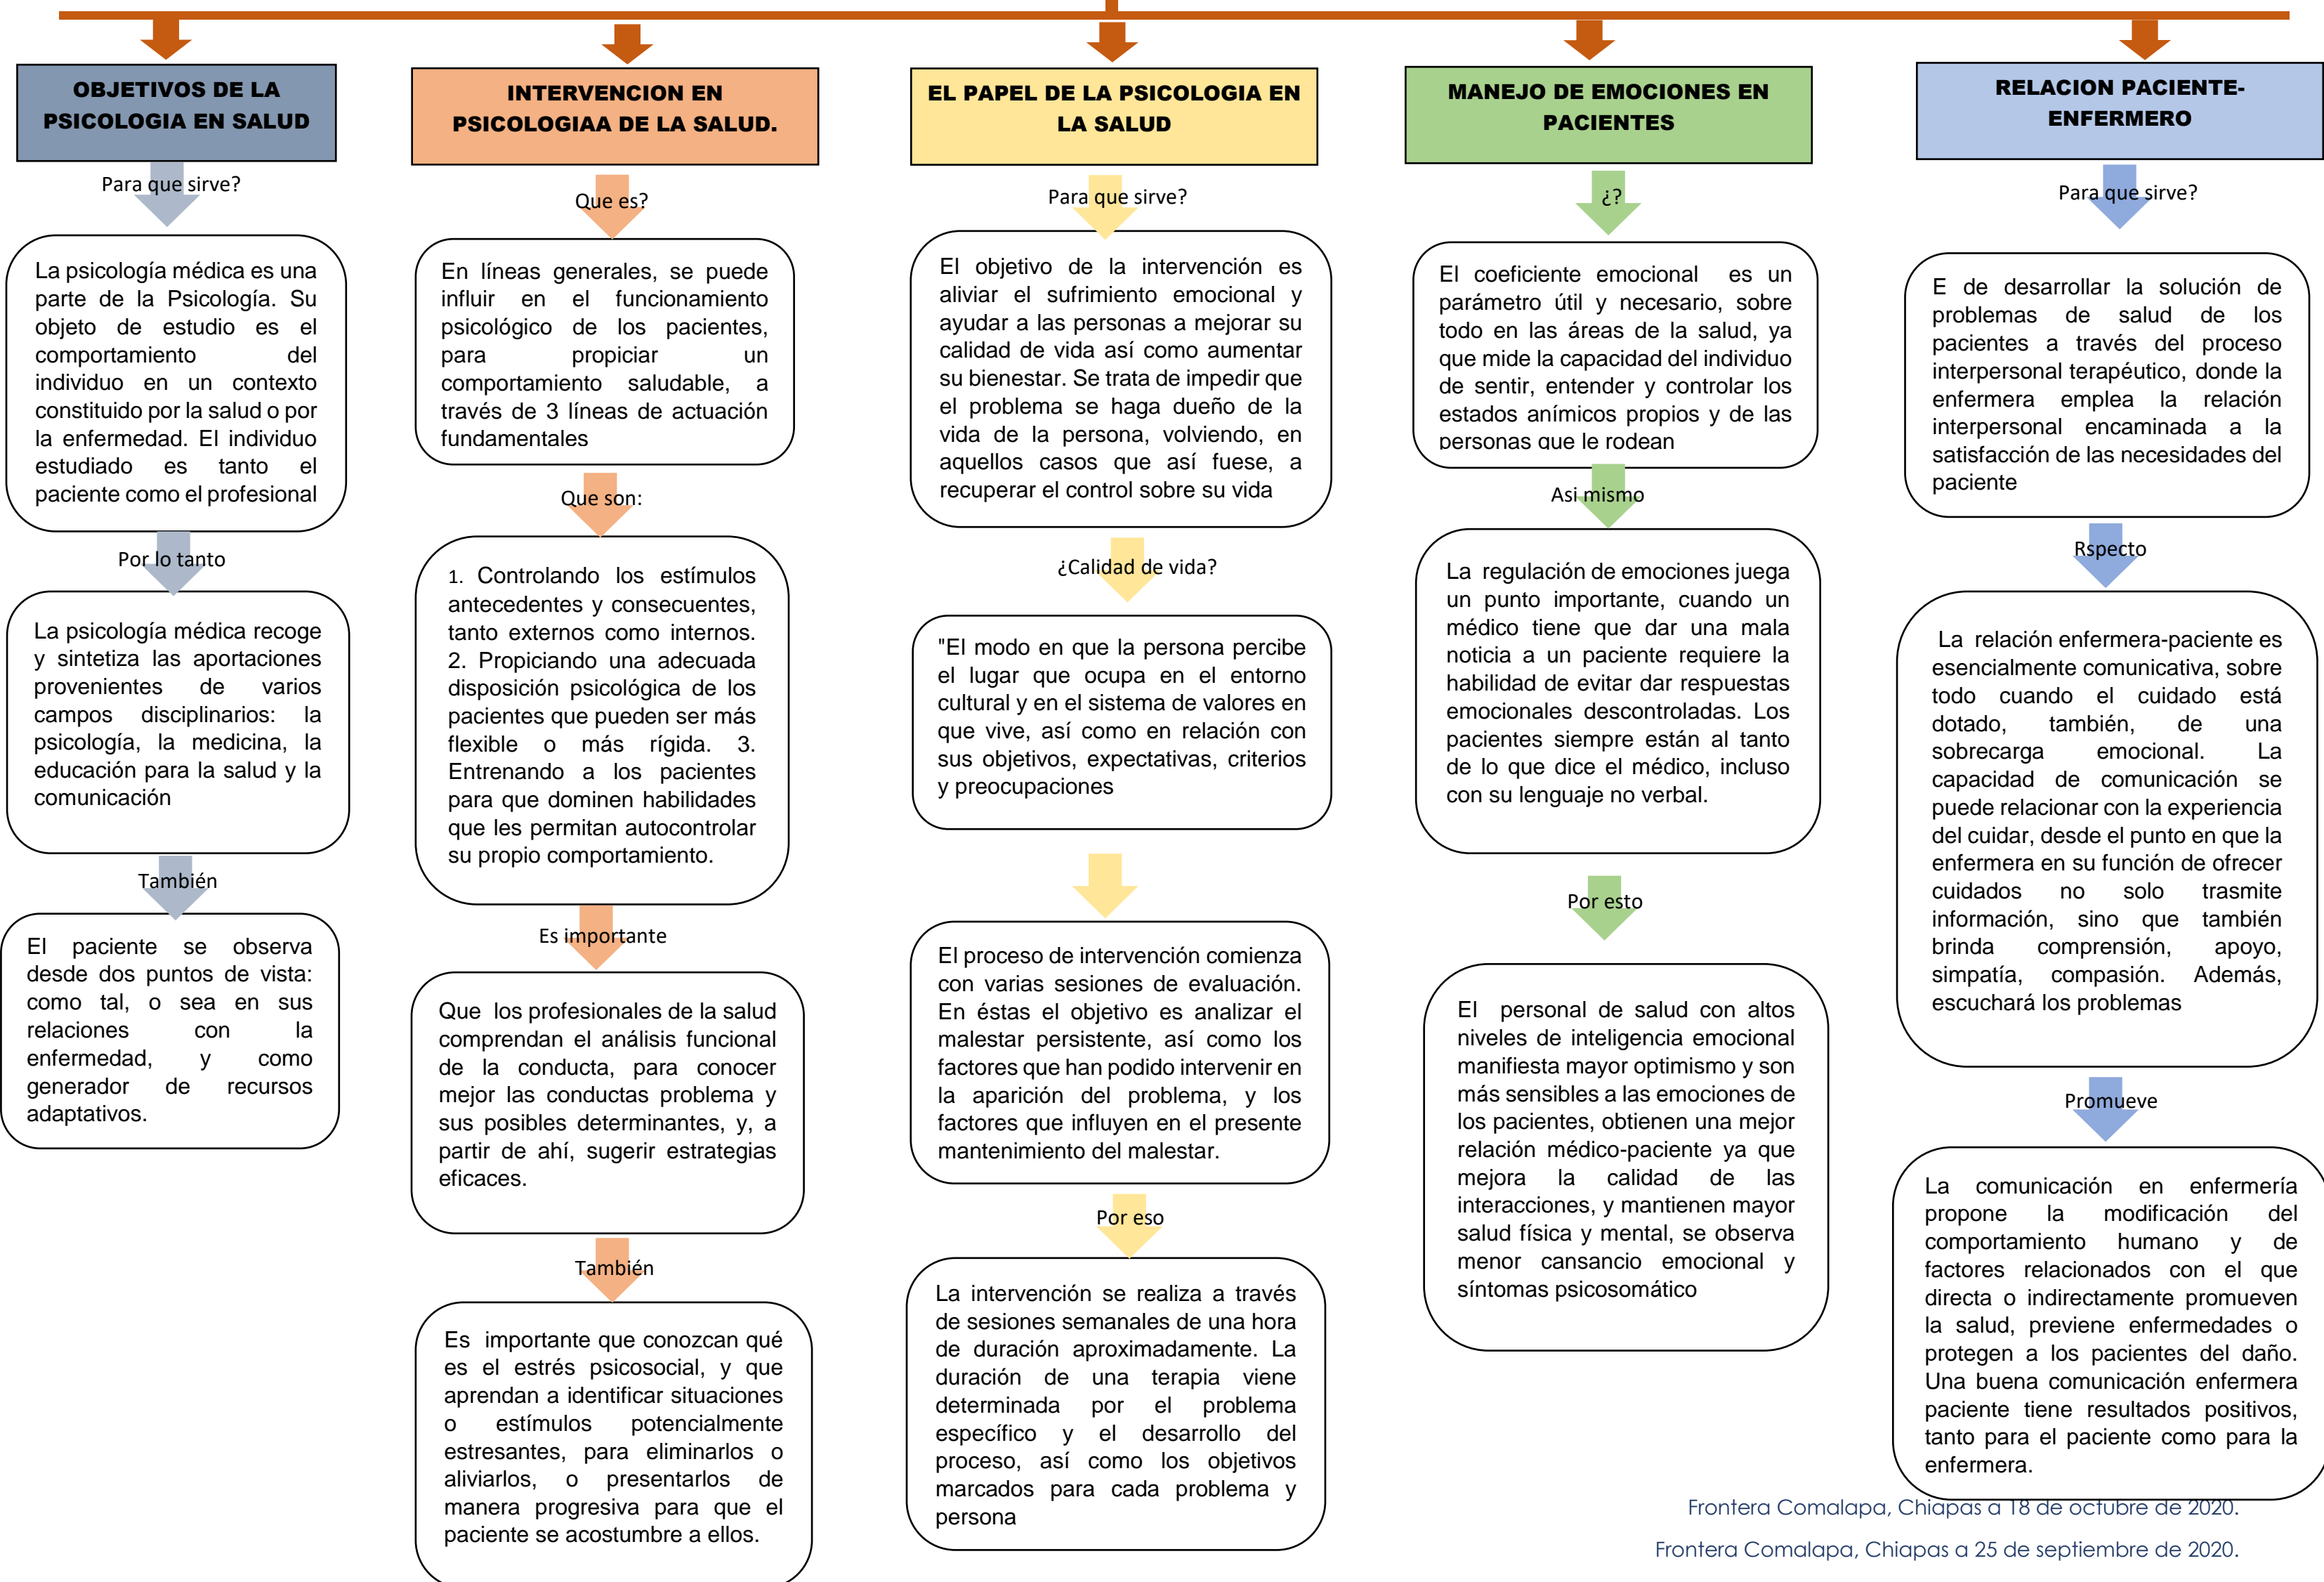 OBJETIVOS DE LA
PSICOLOGIA EN SALUD
Para que sirve?
La psicología médica es una
parte de la Psicología. Su
objeto de estudio es el
comportamiento del
individuo en un contexto
constituido por la salud o por
la enfermedad. El individuo
estudiado es tanto el
paciente como el profesional
Por lo tanto
La psicología médica recoge
y sintetiza las aportaciones
provenientes de varios
campos disciplinarios: la
psicología, la medicina, la
educación para la salud y la
comunicación
También
El paciente se observa
desde dos puntos de vista:
como tal, o sea en sus
relaciones con la
enfermedad, y como
generador de recursos
adaptativos.
INTERVENCION EN
PSICOLOGIAA DE LA SALUD.
Que es?
En líneas generales, se puede
influir en el funcionamiento
psicológico de los pacientes,
para propiciar un
comportamiento saludable, a
través de 3 líneas de actuación
fundamentales
Que son:
1. Controlando los estímulos
antecedentes y consecuentes,
tanto externos como internos.
2. Propiciando una adecuada
disposición psicológica de los
pacientes que pueden ser más
flexible o más rígida. 3.
Entrenando a los pacientes
para que dominen habilidades
que les permitan autocontrolar
su propio comportamiento.
Es importante
Que los profesionales de la salud
comprendan el análisis funcional
de la conducta, para conocer
mejor las conductas problema y
sus posibles determinantes, y, a
partir de ahí, sugerir estrategias
eficaces.
También
Es importante que conozcan qué
es el estrés psicosocial, y que
aprendan a identificar situaciones
o estímulos potencialmente
estresantes, para eliminarlos o
aliviarlos, o presentarlos de
manera progresiva para que el
paciente se acostumbre a ellos.
EL PAPEL DE LA PSICOLOGIA EN
LA SALUD
Para que sirve?
El objetivo de la intervención es
aliviar el sufrimiento emocional y
ayudar a las personas a mejorar su
calidad de vida así como aumentar
su bienestar. Se trata de impedir que
el problema se haga dueño de la
vida de la persona, volviendo, en
aquellos casos que así fuese, a
recuperar el control sobre su vida
¿Calidad de vida?
"El modo en que la persona percibe
el lugar que ocupa en el entorno
cultural y en el sistema de valores en
que vive, así como en relación con
sus objetivos, expectativas, criterios
y preocupaciones
El proceso de intervención comienza
con varias sesiones de evaluación.
En éstas el objetivo es analizar el
malestar persistente, así como los
factores que han podido intervenir en
la aparición del problema, y los
factores que influyen en el presente
mantenimiento del malestar.
Por eso
La intervención se realiza a través
de sesiones semanales de una hora
de duración aproximadamente. La
duración de una terapia viene
determinada por el problema
específico y el desarrollo del
proceso, así como los objetivos
marcados para cada problema y
persona
MANEJO DE EMOCIONES EN
PACIENTES
¿?
El coeficiente emocional es un
parámetro útil y necesario, sobre
todo en las áreas de la salud, ya
que mide la capacidad del individuo
de sentir, entender y controlar los
estados anímicos propios y de las
personas que le rodean
Asi mismo
La regulación de emociones juega
un punto importante, cuando un
médico tiene que dar una mala
noticia a un paciente requiere la
habilidad de evitar dar respuestas
emocionales descontroladas. Los
pacientes siempre están al tanto
de lo que dice el médico, incluso
con su lenguaje no verbal.
Por esto
El personal de salud con altos
niveles de inteligencia emocional
manifiesta mayor optimismo y son
más sensibles a las emociones de
los pacientes, obtienen una mejor
relación médico-paciente ya que
mejora la calidad de las
interacciones, y mantienen mayor
salud física y mental, se observa
menor cansancio emocional y
síntomas psicosomático
RELACION PACIENTE-
ENFERMERO
Para que sirve?
E de desarrollar la solución de
problemas de salud de los
pacientes a través del proceso
interpersonal terapéutico, donde la
enfermera emplea la relación
interpersonal encaminada a la
satisfacción de las necesidades del
paciente
Rspecto
La relación enfermera-paciente es
esencialmente comunicativa, sobre
todo cuando el cuidado está
dotado, también, de una
sobrecarga emocional. La
capacidad de comunicación se
puede relacionar con la experiencia
del cuidar, desde el punto en que la
enfermera en su función de ofrecer
cuidados no solo trasmite
información, sino que también
brinda comprensión, apoyo,
simpatía, compasión. Además,
escuchará los problemas
Promueve
La comunicación en enfermería
propone la modificación del
comportamiento humano y de
factores relacionados con el que
directa o indirectamente promueven
la salud, previene enfermedades o
protegen a los pacientes del daño.
Una buena comunicación enfermera
paciente tiene resultados positivos,
tanto para el paciente como para la
enfermera.
Frontera Comalapa, Chiapas a 18 de octubre de 2020.
Frontera Comalapa, Chiapas a 25 de septiembre de 2020.